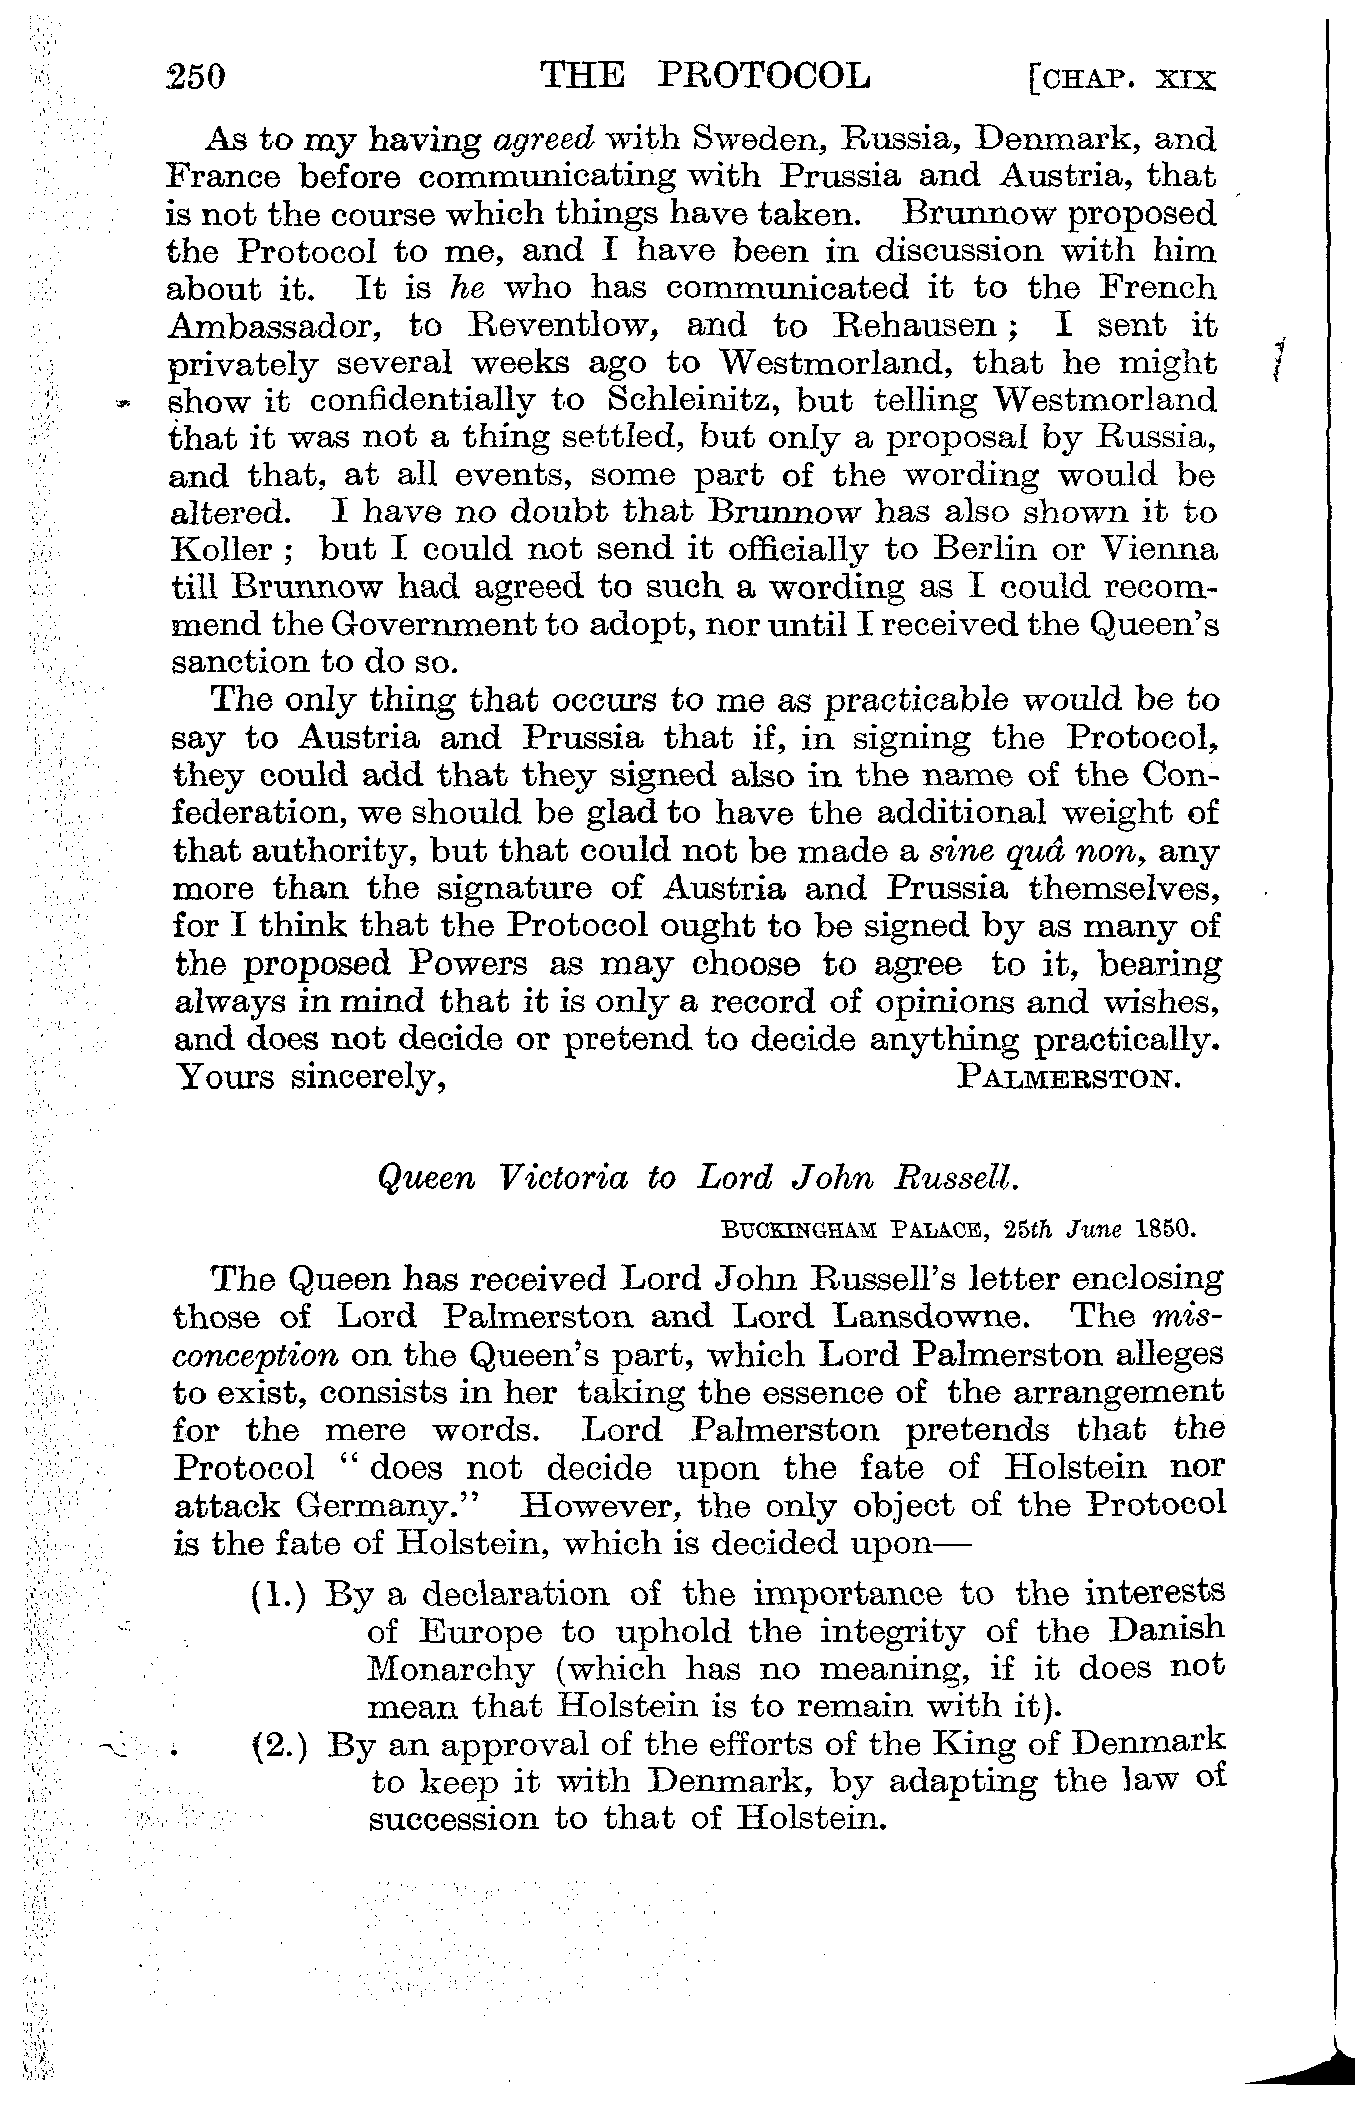 250 THE PROTOCOL [CHAP. XIX
As to my having agreed with Sweden, Russia, Denmark, and
France before communicating with Prussia and Austria, that
is not the course which things have taken. Brunnow proposed
the Protocol to me, and I have been in discussion with him
about it. It is he who has communicated it to the French
Ambassador, to Reventlow, and to Rehausen ; I sent it
privately several weeks ago to Westmorland, that he might
show it confidentially to Schleinitz, but telling Westmorland
that it was not a thing settled, but only a proposal by Russia,
and that, at all events, some part of the wording would be
altered. I have no doubt that Brunnow has also shown it to
Koller ; but I could not send it officially to Berlin or Vienna
till Brunnow had agreed to such a wording as I could recom-
mend the Government to adopt, nor until I received the Queen's
sanction to do so.
The only thing that occurs to me as practicable would be to
say to Austria and Prussia that if, in signing the Protocol,
they could add that they signed also in the name of the Con-
federation, we should be glad to have the additional weight of
that authority, but that could not be made a sine quâ non, any
more than the signature of Austria and Prussia themselves,
for I think that the Protocol ought to be signed by as many of
the proposed Powers as may choose to agree to it, bearing
always in mind that it is only a record of opinions and wishes,
and does not decide or pretend to decide anything practically.
Yours sincerely, PALMERSTON.
Queen Victoria to Lord John Russell.
BUCKINGHAM PALACE, 25th June 1850.
The Queen has received Lord John Russell's letter enclosing
those of Lord Palmerston and Lord Lansdowne. The mis-
conception on the Queen's part, which Lord Palmerston alleges
to exist, consists in her taking the essence of the arrangement
for the mere words. Lord Palmerston pretends that the
Protocol " does not decide upon the fate of Holstein nor
attack Germany." However, the only object of the Protocol
is the fate of Holstein, which is decided upon—
(1.) By a declaration of the importance to the interests
of Europe to uphold the integrity of the Danish
Monarchy (which has no meaning, if it does not
mean that Holstein is to remain with it).
(2.) By an approval of the efforts of the King of Denmark
to keep it with Denmark, by adapting the law of
succession to that of Holstein.